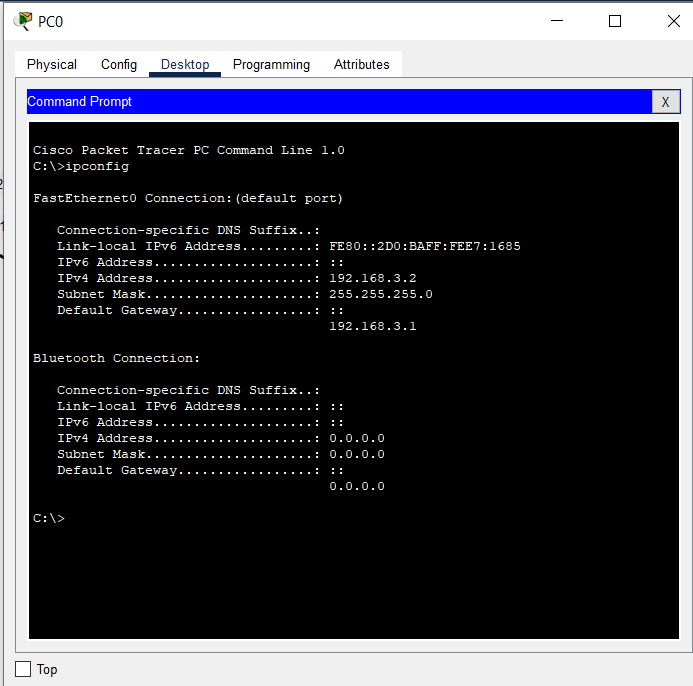 PC0
Physical Config Desktop Programming Attributes
Command Prompt X
Cisco Packet Tracer PC Command Line 1.0
C:\>ipconfig
FastEthernet0 Connection:(default port)
Connection-specific DNS Suffix..:
Link-local IPv6 Address.........: FE80::2D0:BAFF:FEE7:1685
IPv6 Address....................: ::
IPv4 Address....................: 192.168.3.2
Subnet Mask.....................: 255.255.255.0
Default Gateway.................: ::
192.168.3.1
Bluetooth Connection:
Connection-specific DNS Suffix..:
Link-local IPv6 Address.........: ::
IPv6 Address....................: ::
IPv4 Address....................: 0.0.0.0
Subnet Mask.....................: 0.0.0.0
Default Gateway.................: ::
0.0.0.0
C:\>
Top